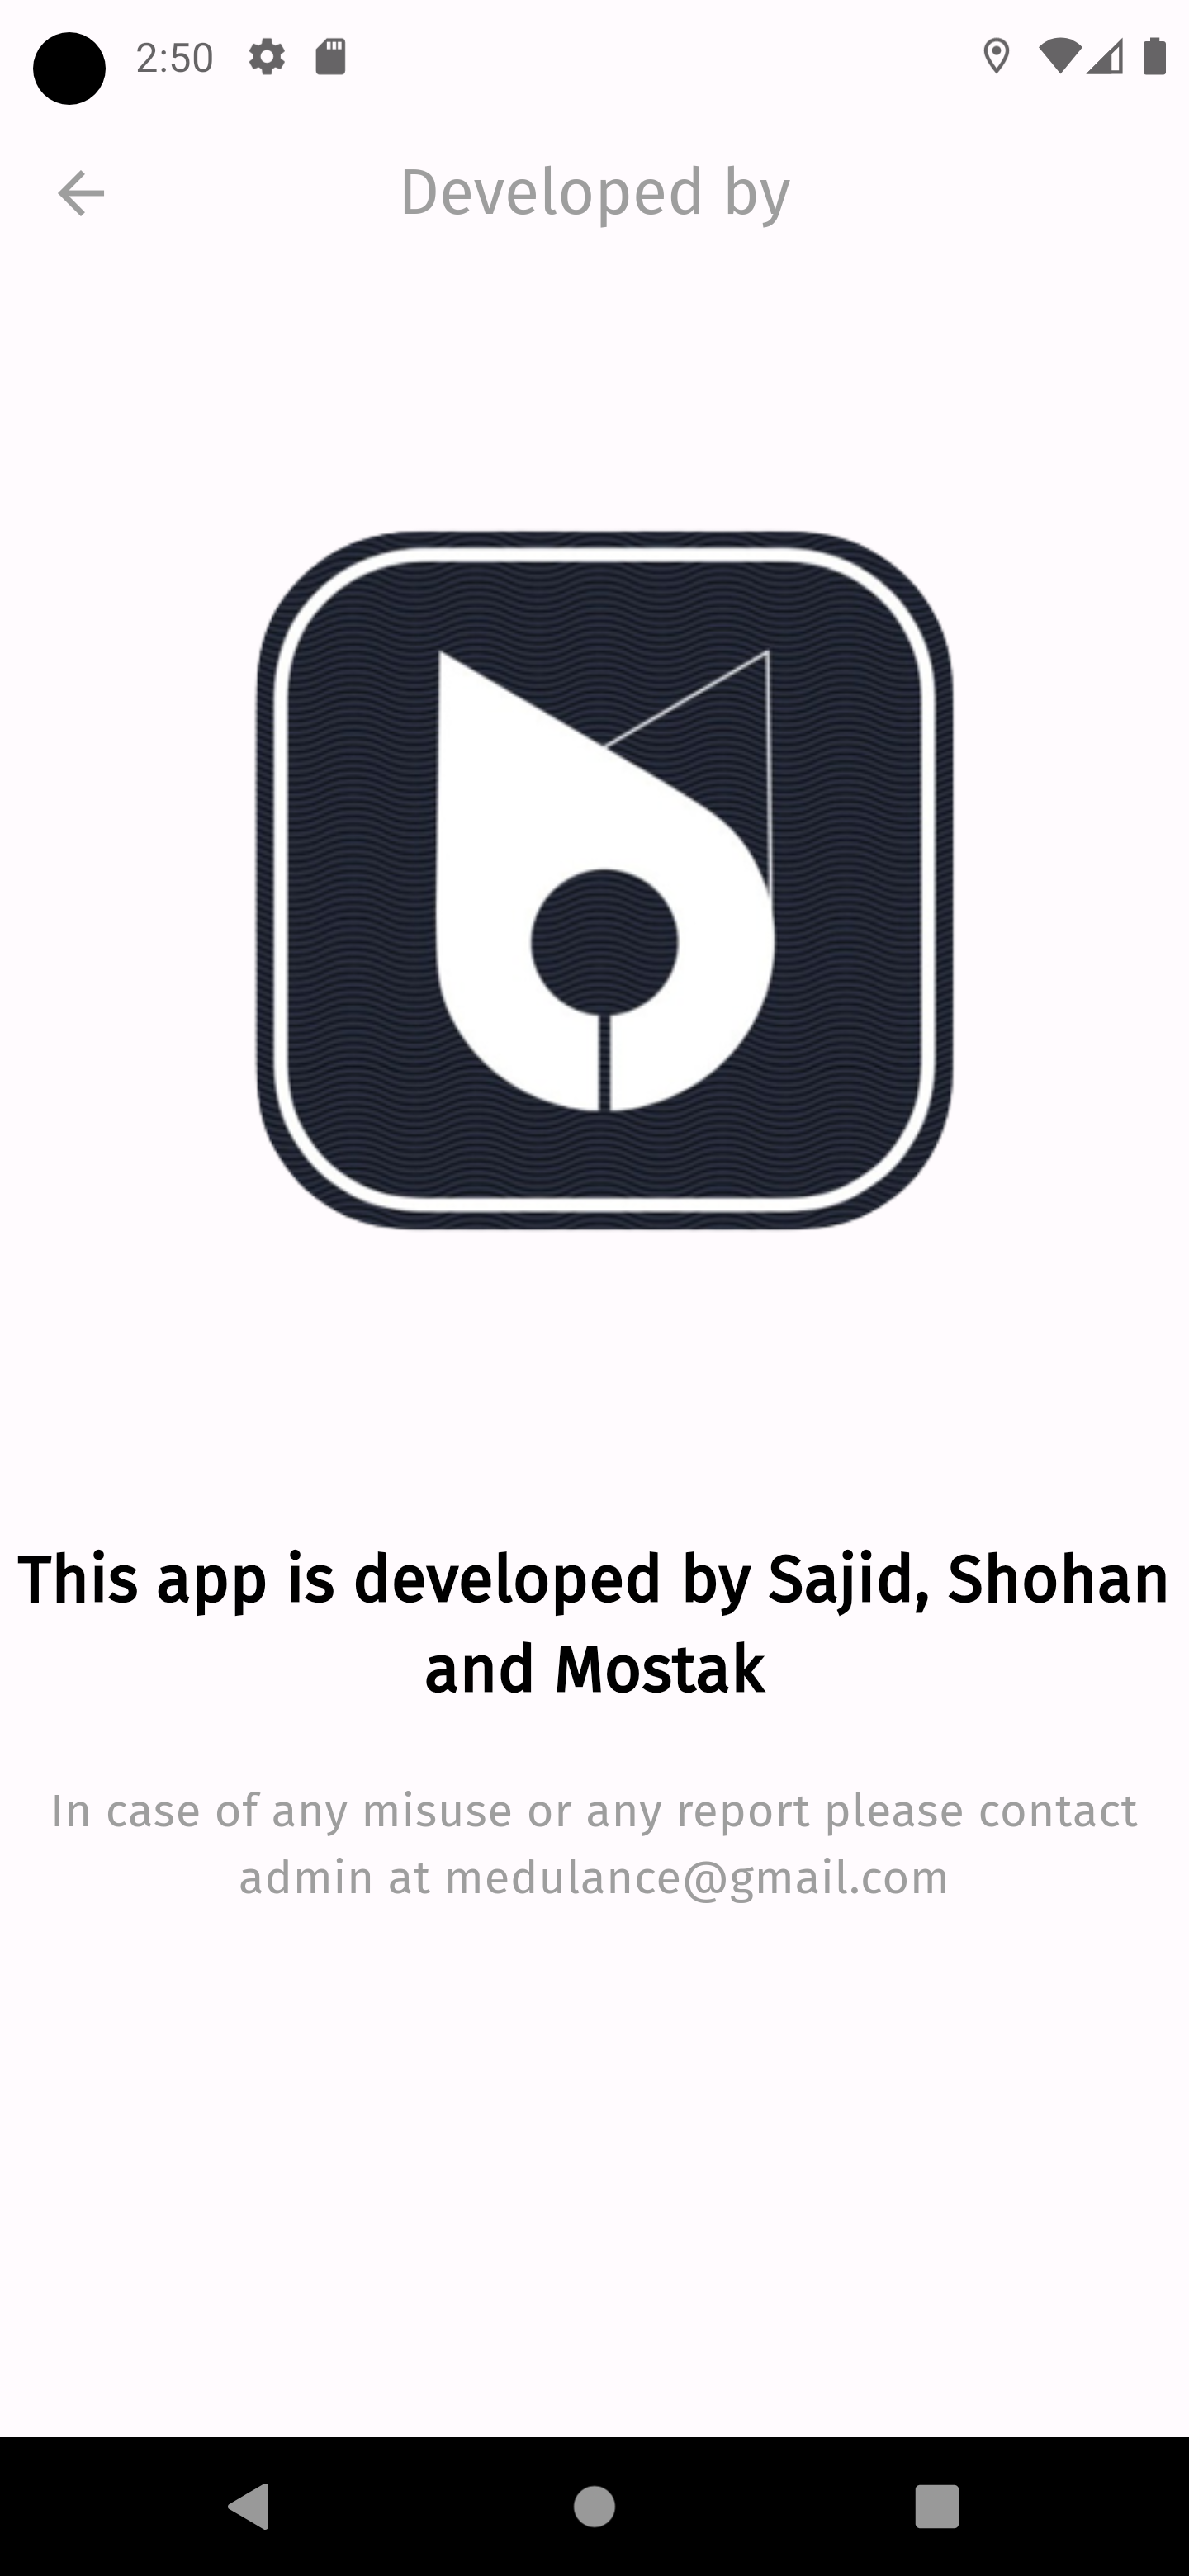 2:50
Developed by
This app is developed by Sajid, Shohan
and Mostak
In case of any misuse or any report please contact
admin at medulance@gmail.com